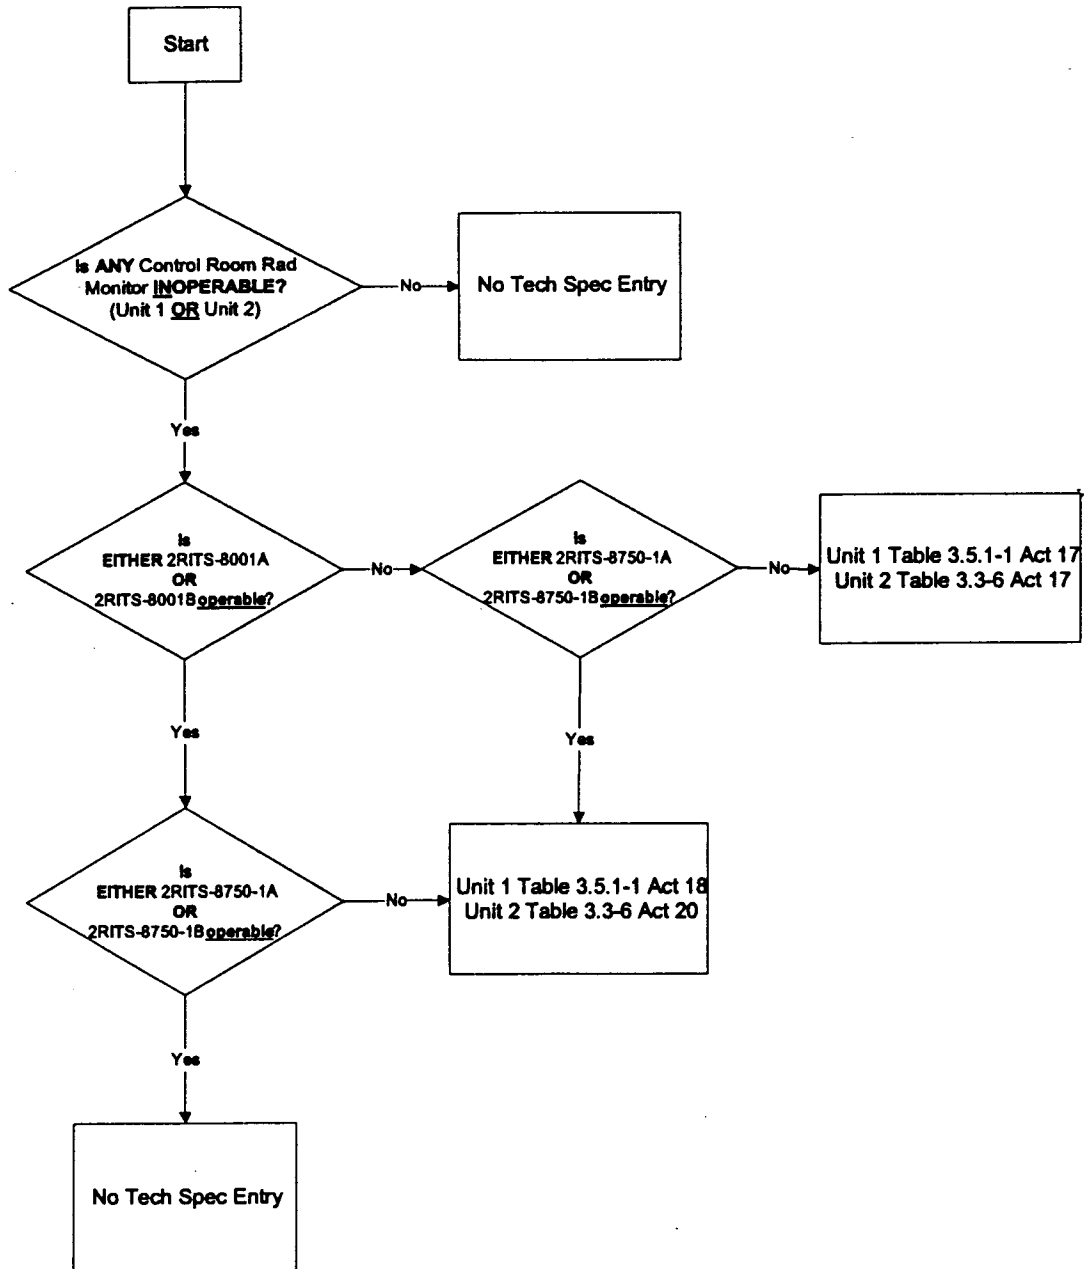 Start
Is ANY Control Room Rad
Monitor INOPERABLE?
(Unit 1 OR Unit 2)
No
No Tech Spec Entry
Yes
Is
EITHER 2RITS-8001A
OR
2RITS-8001B operable?
No
Is
EITHER 2RITS-8750-1A
OR
2RITS-8750-1B operable?
No
Unit 1 Table 3.5.1-1 Act 17
Unit 2 Table 3.3-6 Act 17
Yes
Yes
Is
EITHER 2RITS-8750-1A
OR
2RITS-8750-1B operable?
No
Unit 1 Table 3.5.1-1 Act 18
Unit 2 Table 3.3-6 Act 20
Yes
No Tech Spec Entry